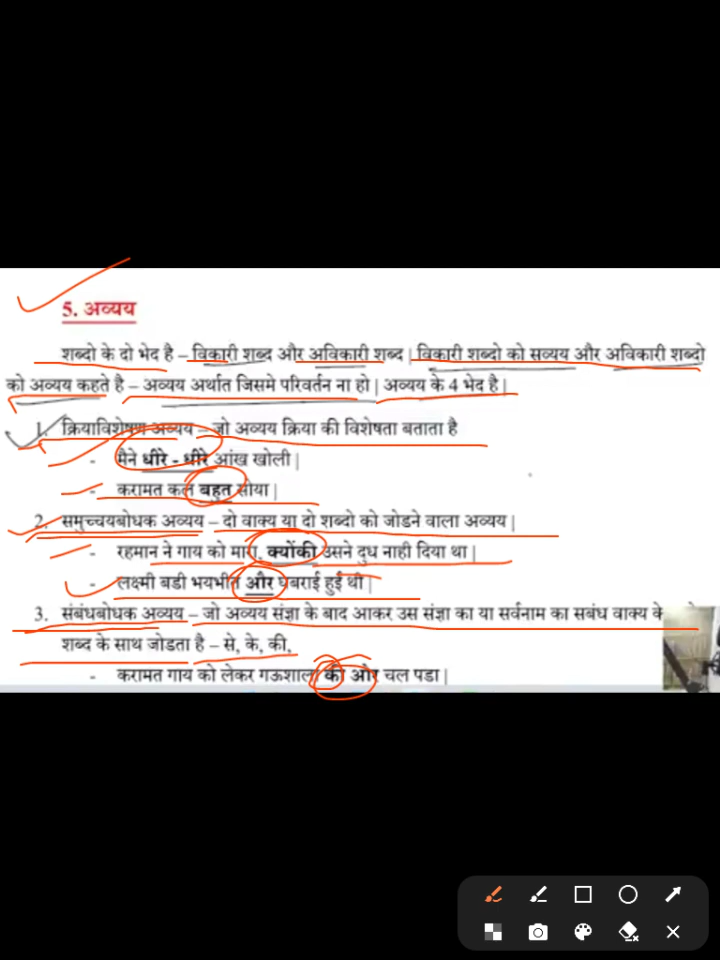 5. अव्यय
शब्दो के दो भेद है – विकारी शब्द और अविकारी शब्द | विकारी शब्दो को सव्यय और अविकारी शब्दो
को अव्यय कहते है – अव्यय अर्थात जिसमे परिवर्तन ना हो | अव्यय के 4 भेद है |
1. क्रियाविशेषण अव्यय – जो अव्यय क्रिया की विशेषता बताता है
- मैने धीरे - धीरे आंख खोली |
- करामत कल बहुत सोया |
2. समुच्चयबोधक अव्यय – दो वाक्य या दो शब्दो को जोडने वाला अव्यय |
- रहमान ने गाय को मारा, क्योंकी उसने दुध नाही दिया था |
- लक्ष्मी बडी भयभीत और घबराई हुई थी |
3. संबंधबोधक अव्यय – जो अव्यय संज्ञा के बाद आकर उस संज्ञा का या सर्वनाम का सबंध वाक्य के
शब्द के साथ जोडता है – से, के, की,
- करामत गाय को लेकर गऊशाला की और चल पडा |